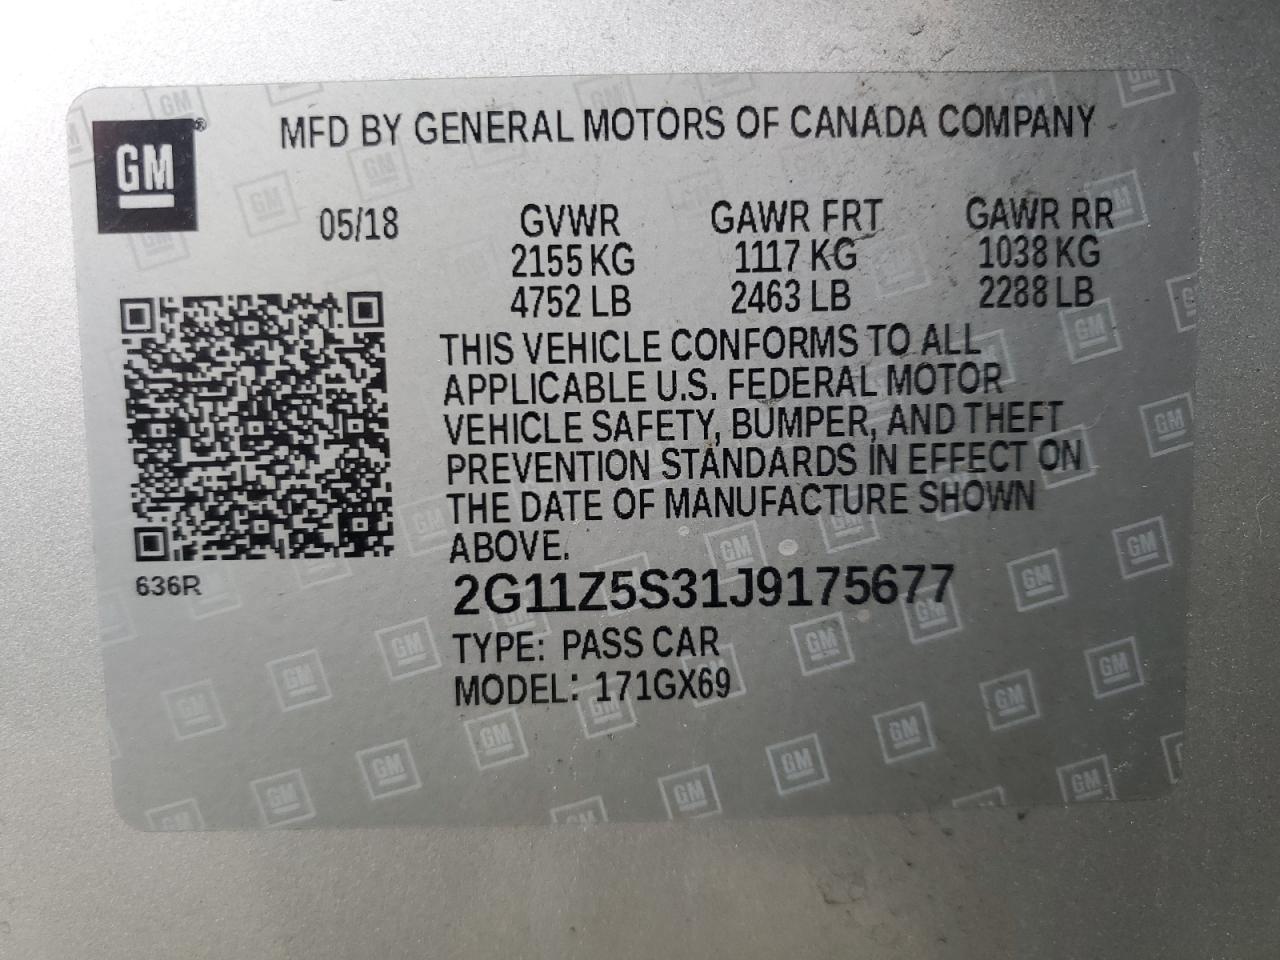 GM®
MFD BY GENERAL MOTORS OF CANADA COMPANY
05/18 GVWR GAWR FRT GAWR RR
2155 KG 1117 KG 1038 KG
4752 LB 2463 LB 2288 LB
THIS VEHICLE CONFORMS TO ALL
APPLICABLE U.S. FEDERAL MOTOR
VEHICLE SAFETY, BUMPER, AND THEFT
PREVENTION STANDARDS IN EFFECT ON
THE DATE OF MANUFACTURE SHOWN
ABOVE.
636R
2G11Z5S31J9175677
TYPE: PASS CAR
MODEL: 171GX69